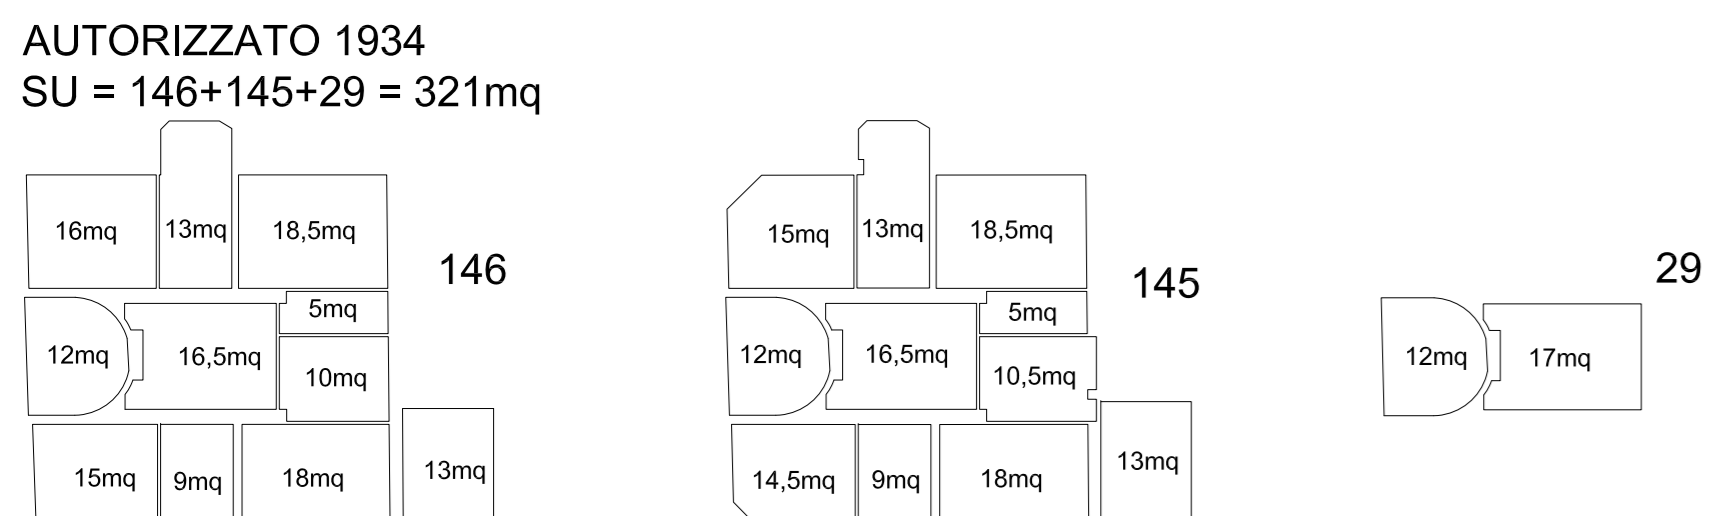 AUTORIZZATO 1934
SU = 146+145+29 = 321mq
16mq
13mq
18,5mq
146
5mq
12mq
16,5mq
10mq
15mq
9mq
18mq
13mq
15mq
13mq
18,5mq
145
5mq
12mq
16,5mq
10,5mq
14,5mq
9mq
18mq
13mq
29
12mq
17mq